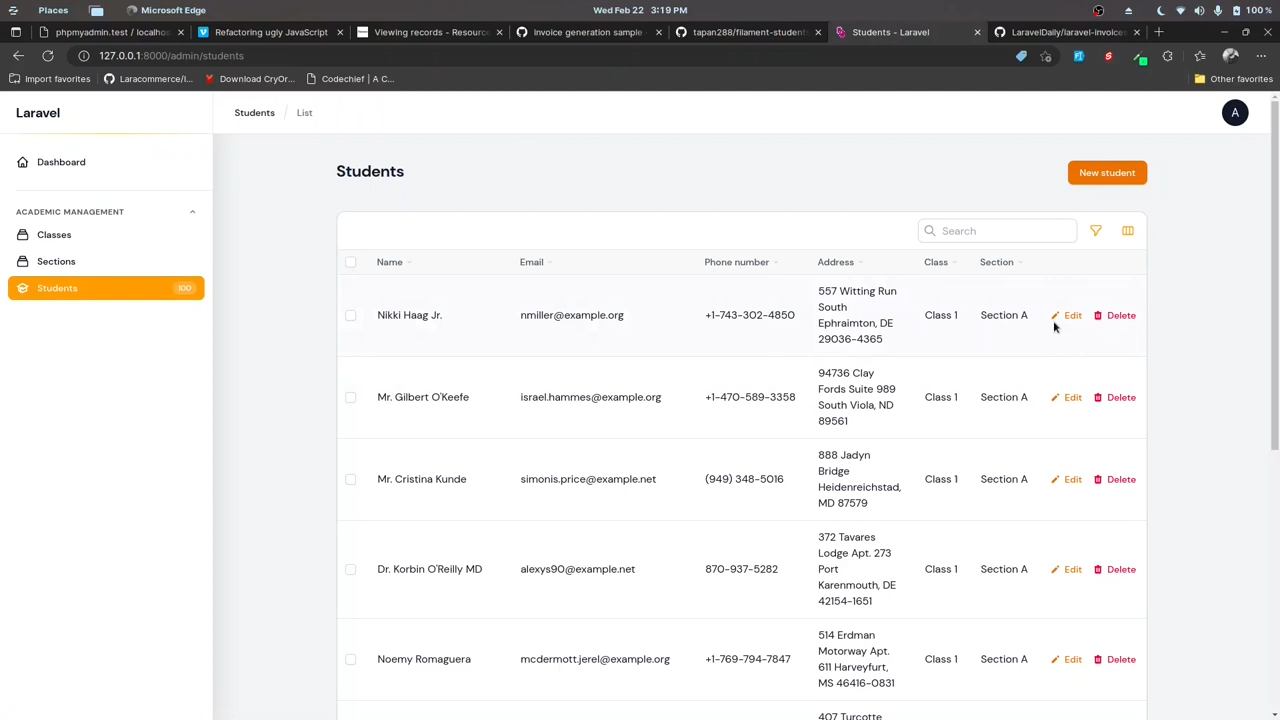 Places Microsoft Edge Wed Feb 22 3:19 PM 100 %
phpmyadmin.test / localhos Refactoring ugly JavaScript Viewing records - Resource invoice generation sample tapan288/filament-students Students - Laravel LaravelDaily/laravel-invoices
127.0.0.1:8000/admin/students
Import favorites Laracommerce/l... Download CryOr... Codechief | A C... Other favorites
Laravel
Students / List
A
Dashboard
ACADEMIC MANAGEMENT
Classes
Sections
Students 100
Students
New student
Search
Name Email Phone number Address Class Section
Nikki Haag Jr. nmiller@example.org +1-743-302-4850 557 Witting Run Class 1 Section A Edit Delete
South
Ephraimton, DE
29036-4365
Mr. Gilbert O'Keefe israel.hammes@example.org +1-470-589-3358 94736 Clay Class 1 Section A Edit Delete
Fords Suite 989
South Viola, ND
89561
Mr. Cristina Kunde simonis.price@example.net (949) 348-5016 888 Jadyn Class 1 Section A Edit Delete
Bridge
Heidenreichstad,
MD 87579
Dr. Korbin O'Reilly MD alexys90@example.net 870-937-5282 372 Tavares Class 1 Section A Edit Delete
Lodge Apt. 273
Port
Karenmouth, DE
42154-1651
Noemy Romaguera mcdermott.jerel@example.org +1-769-794-7847 514 Erdman Class 1 Section A Edit Delete
Motorway Apt.
611 Harveyfurt,
MS 46416-0831
407 Turcotte